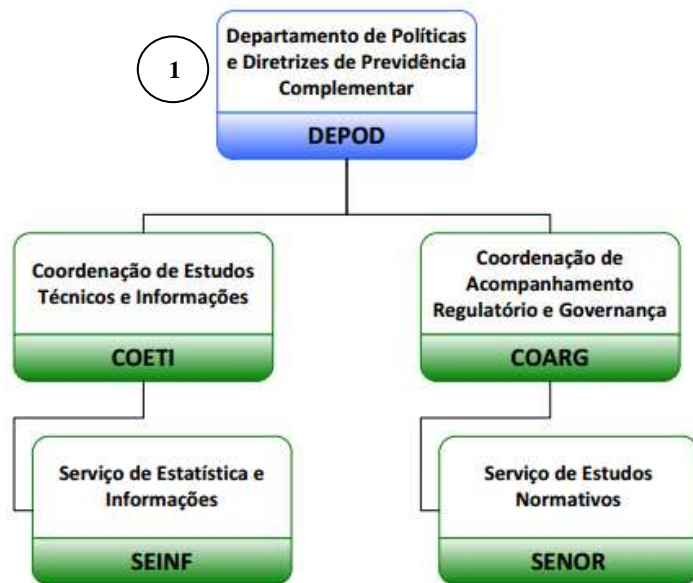 1
Departamento de Políticas
e Diretrizes de Previdência
Complementar
DEPOD
Coordenação de Estudos
Técnicos e Informações
COETI
Coordenação de
Acompanhamento
Regulatório e Governança
COARG
Serviço de Estatística e
Informações
SEINF
Serviço de Estudos
Normativos
SENOR